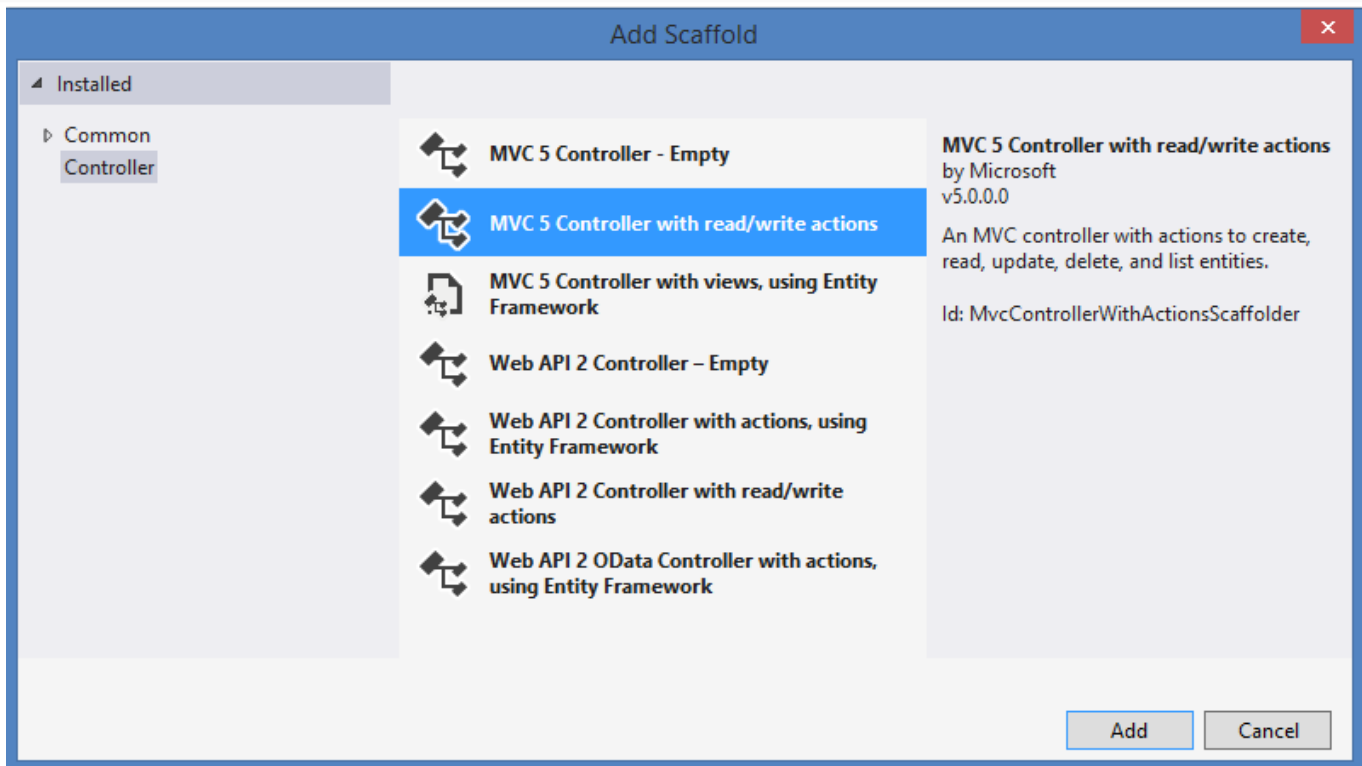 Add Scaffold
Installed
Common
Controller
MVC 5 Controller - Empty
MVC 5 Controller with read/write actions
MVC 5 Controller with views, using Entity
Framework
Web API 2 Controller – Empty
Web API 2 Controller with actions, using
Entity Framework
Web API 2 Controller with read/write
actions
Web API 2 OData Controller with actions,
using Entity Framework
MVC 5 Controller with read/write actions
by Microsoft
v5.0.0.0
An MVC controller with actions to create,
read, update, delete, and list entities.
Id: MvcControllerWithActionsScaffolder
Add
Cancel